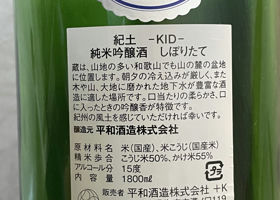 紀土 -KID-
純米吟醸酒 しぼりたて
蔵は、山地の多い和歌山でも山の麓の盆地
に位置します。朝夕の冷え込みが厳しく、また
木や山、大地に磨かれた地下水が豊富な酒
造に適した場所です。口当たりの柔らかさ、口
に入ったときの吟醸香が特徴です。
紀州の風土を感じていただければ幸いです。
醸造元 平和酒造株式会社
原材料名 米(国産)、米こうじ(国産米)
精米歩合 こうじ米50%、かけ米55%
アルコール分 15度
内容量 1800㎖
販売者 平和酒造株式会社 +K